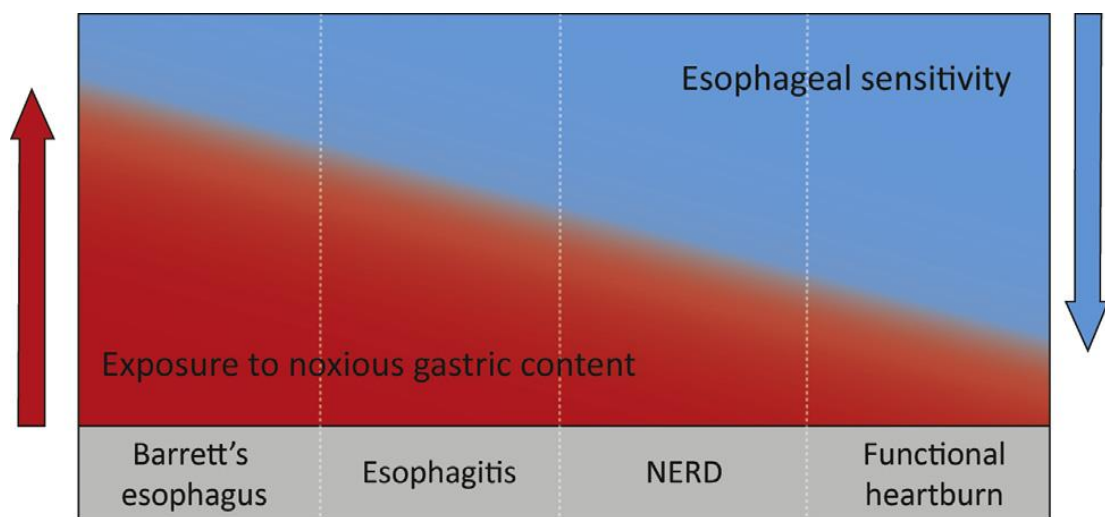 Esophageal sensitivity
Exposure to noxious gastric content
Barrett's
esophagus
Esophagitis
NERD
Functional
heartburn